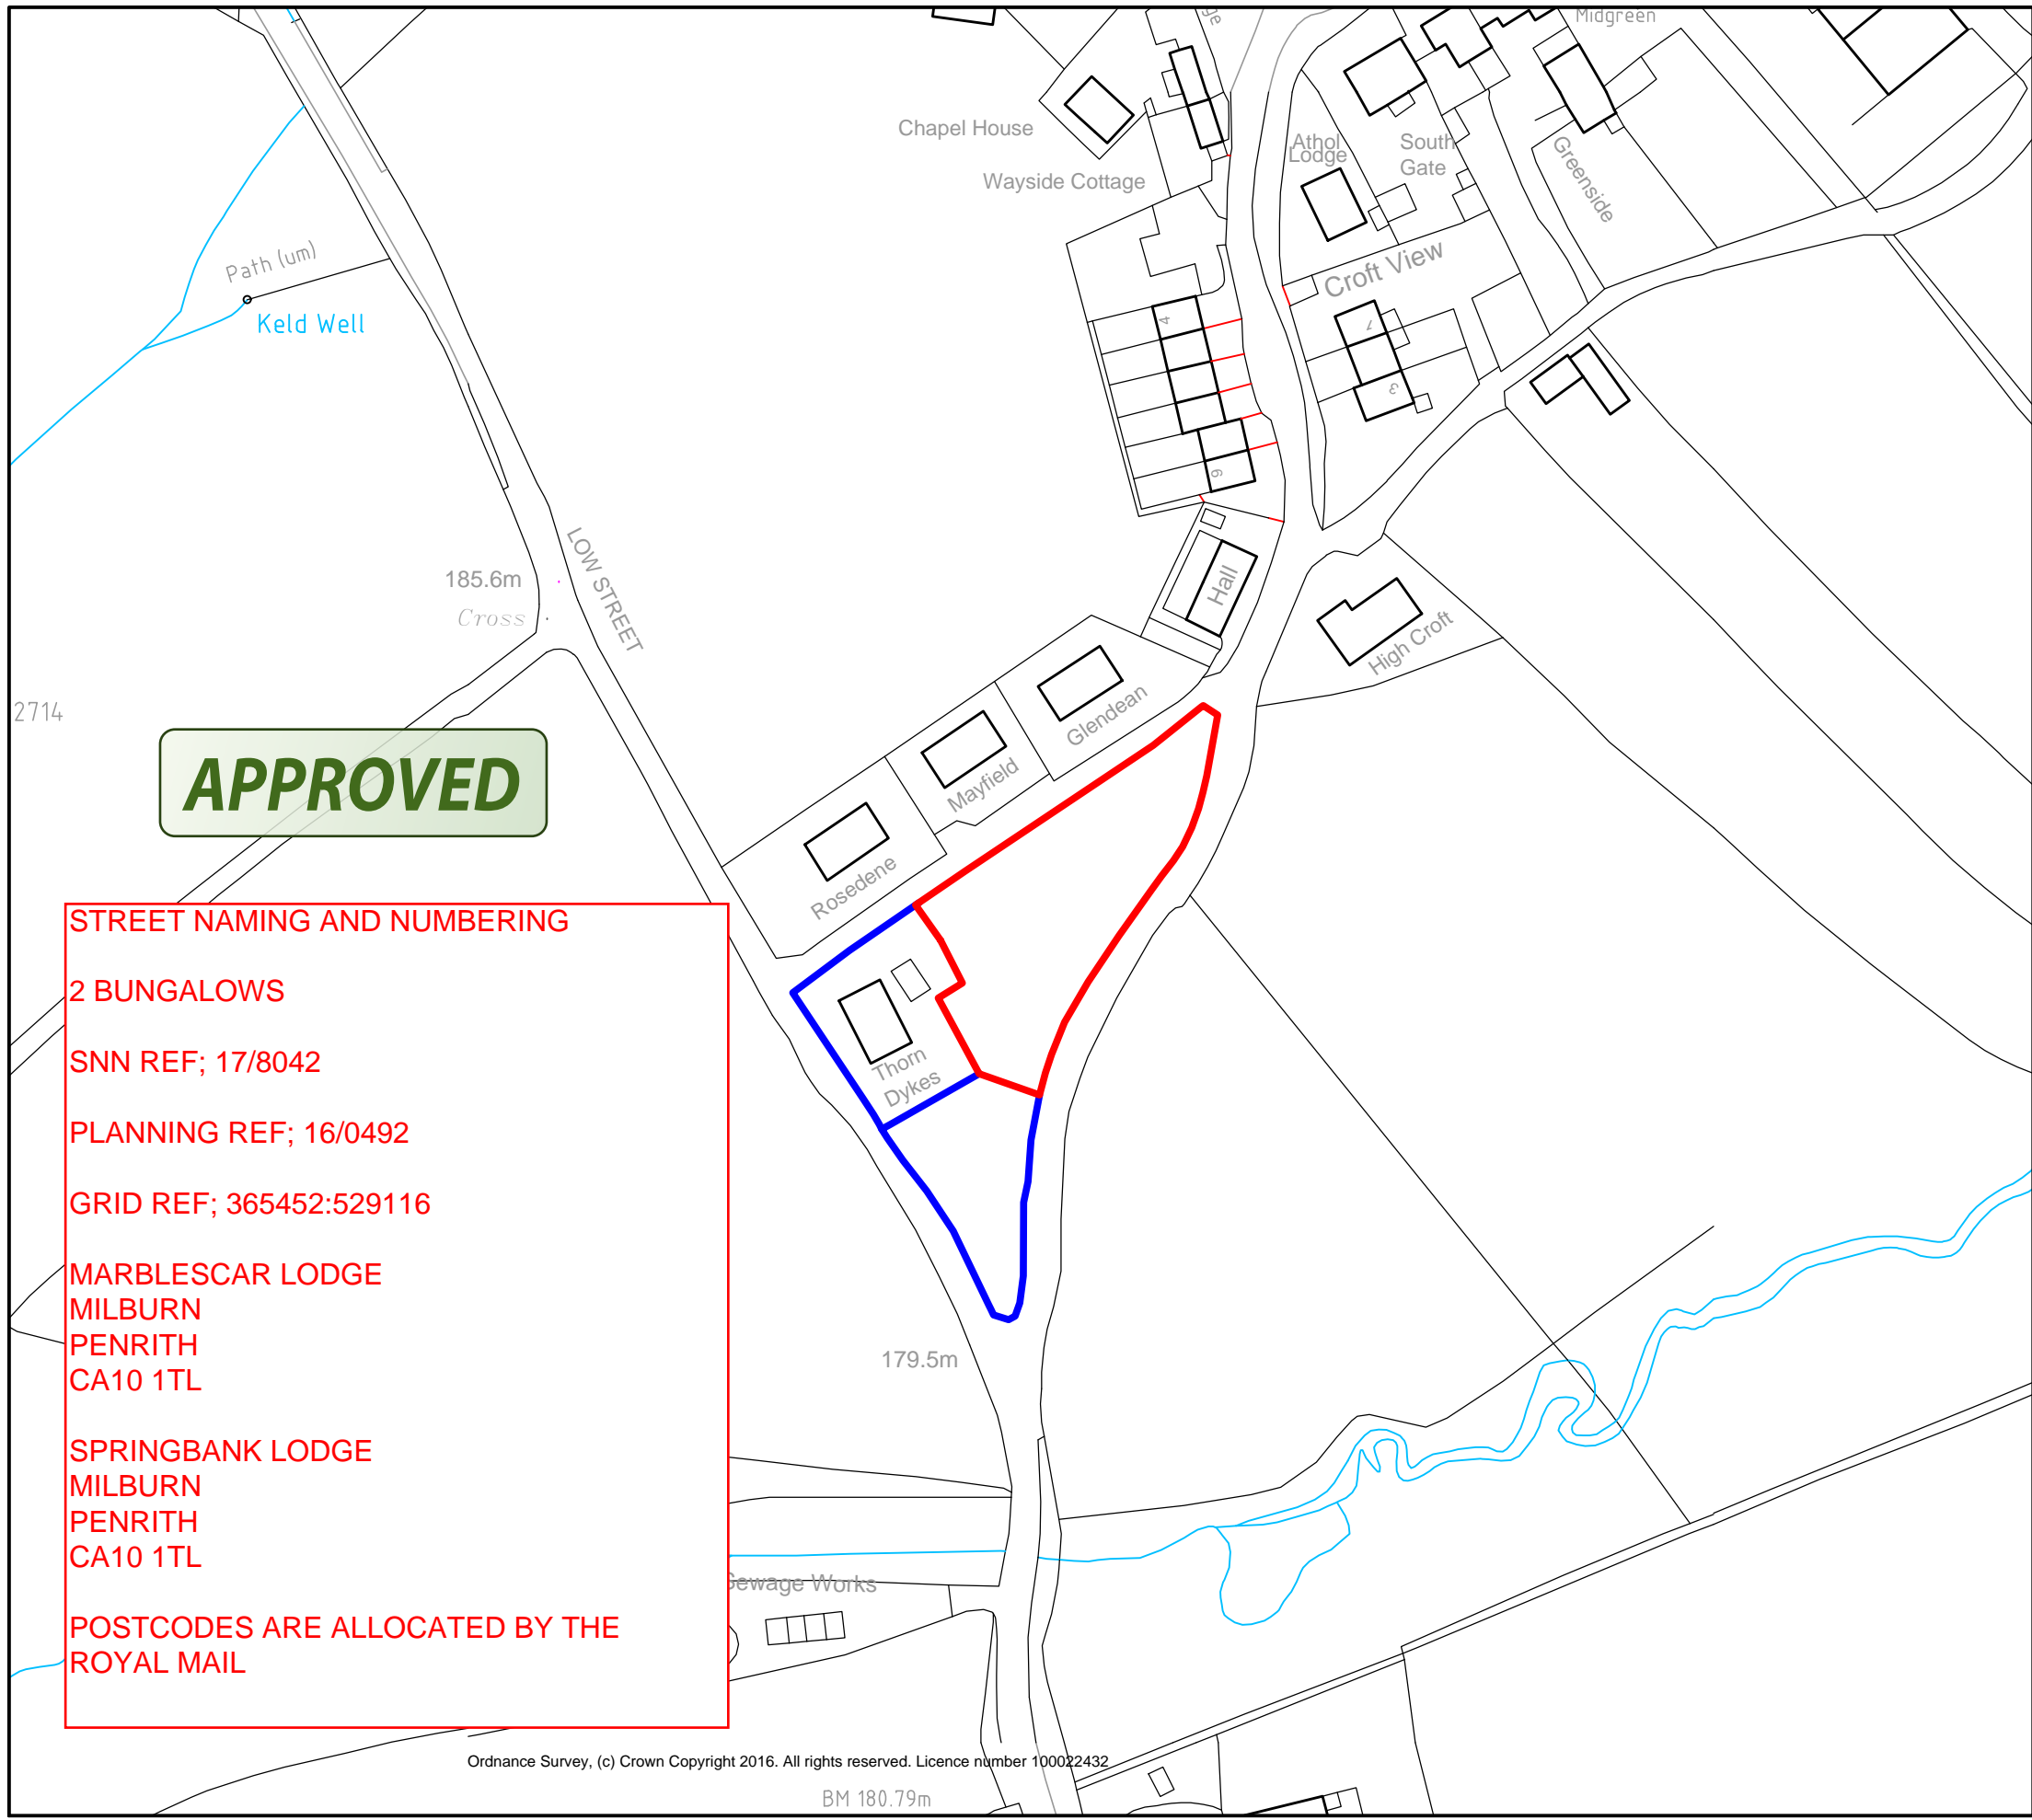 Midgreen
Chapel House
Athol
Lodge
South
Gate
Greenside
Wayside Cottage
Path (um)
Croft View
Keld Well
4
7
3
9
LOW STREET
185.6m
Cross
Hall
High Croft
2714
Glendean
Mayfield
Rosedene
APPROVED
STREET NAMING AND NUMBERING
2 BUNGALOWS
SNN REF; 17/8042
PLANNING REF; 16/0492
GRID REF; 365452:529116
MARBLESCAR LODGE
MILBURN
PENRITH
CA10 1TL
SPRINGBANK LODGE
MILBURN
PENRITH
CA10 1TL
POSTCODES ARE ALLOCATED BY THE
ROYAL MAIL
Thorn
Dykes
179.5m
Sewage Works
Ordnance Survey, (c) Crown Copyright 2016. All rights reserved. Licence number 100022432
BM 180.79m